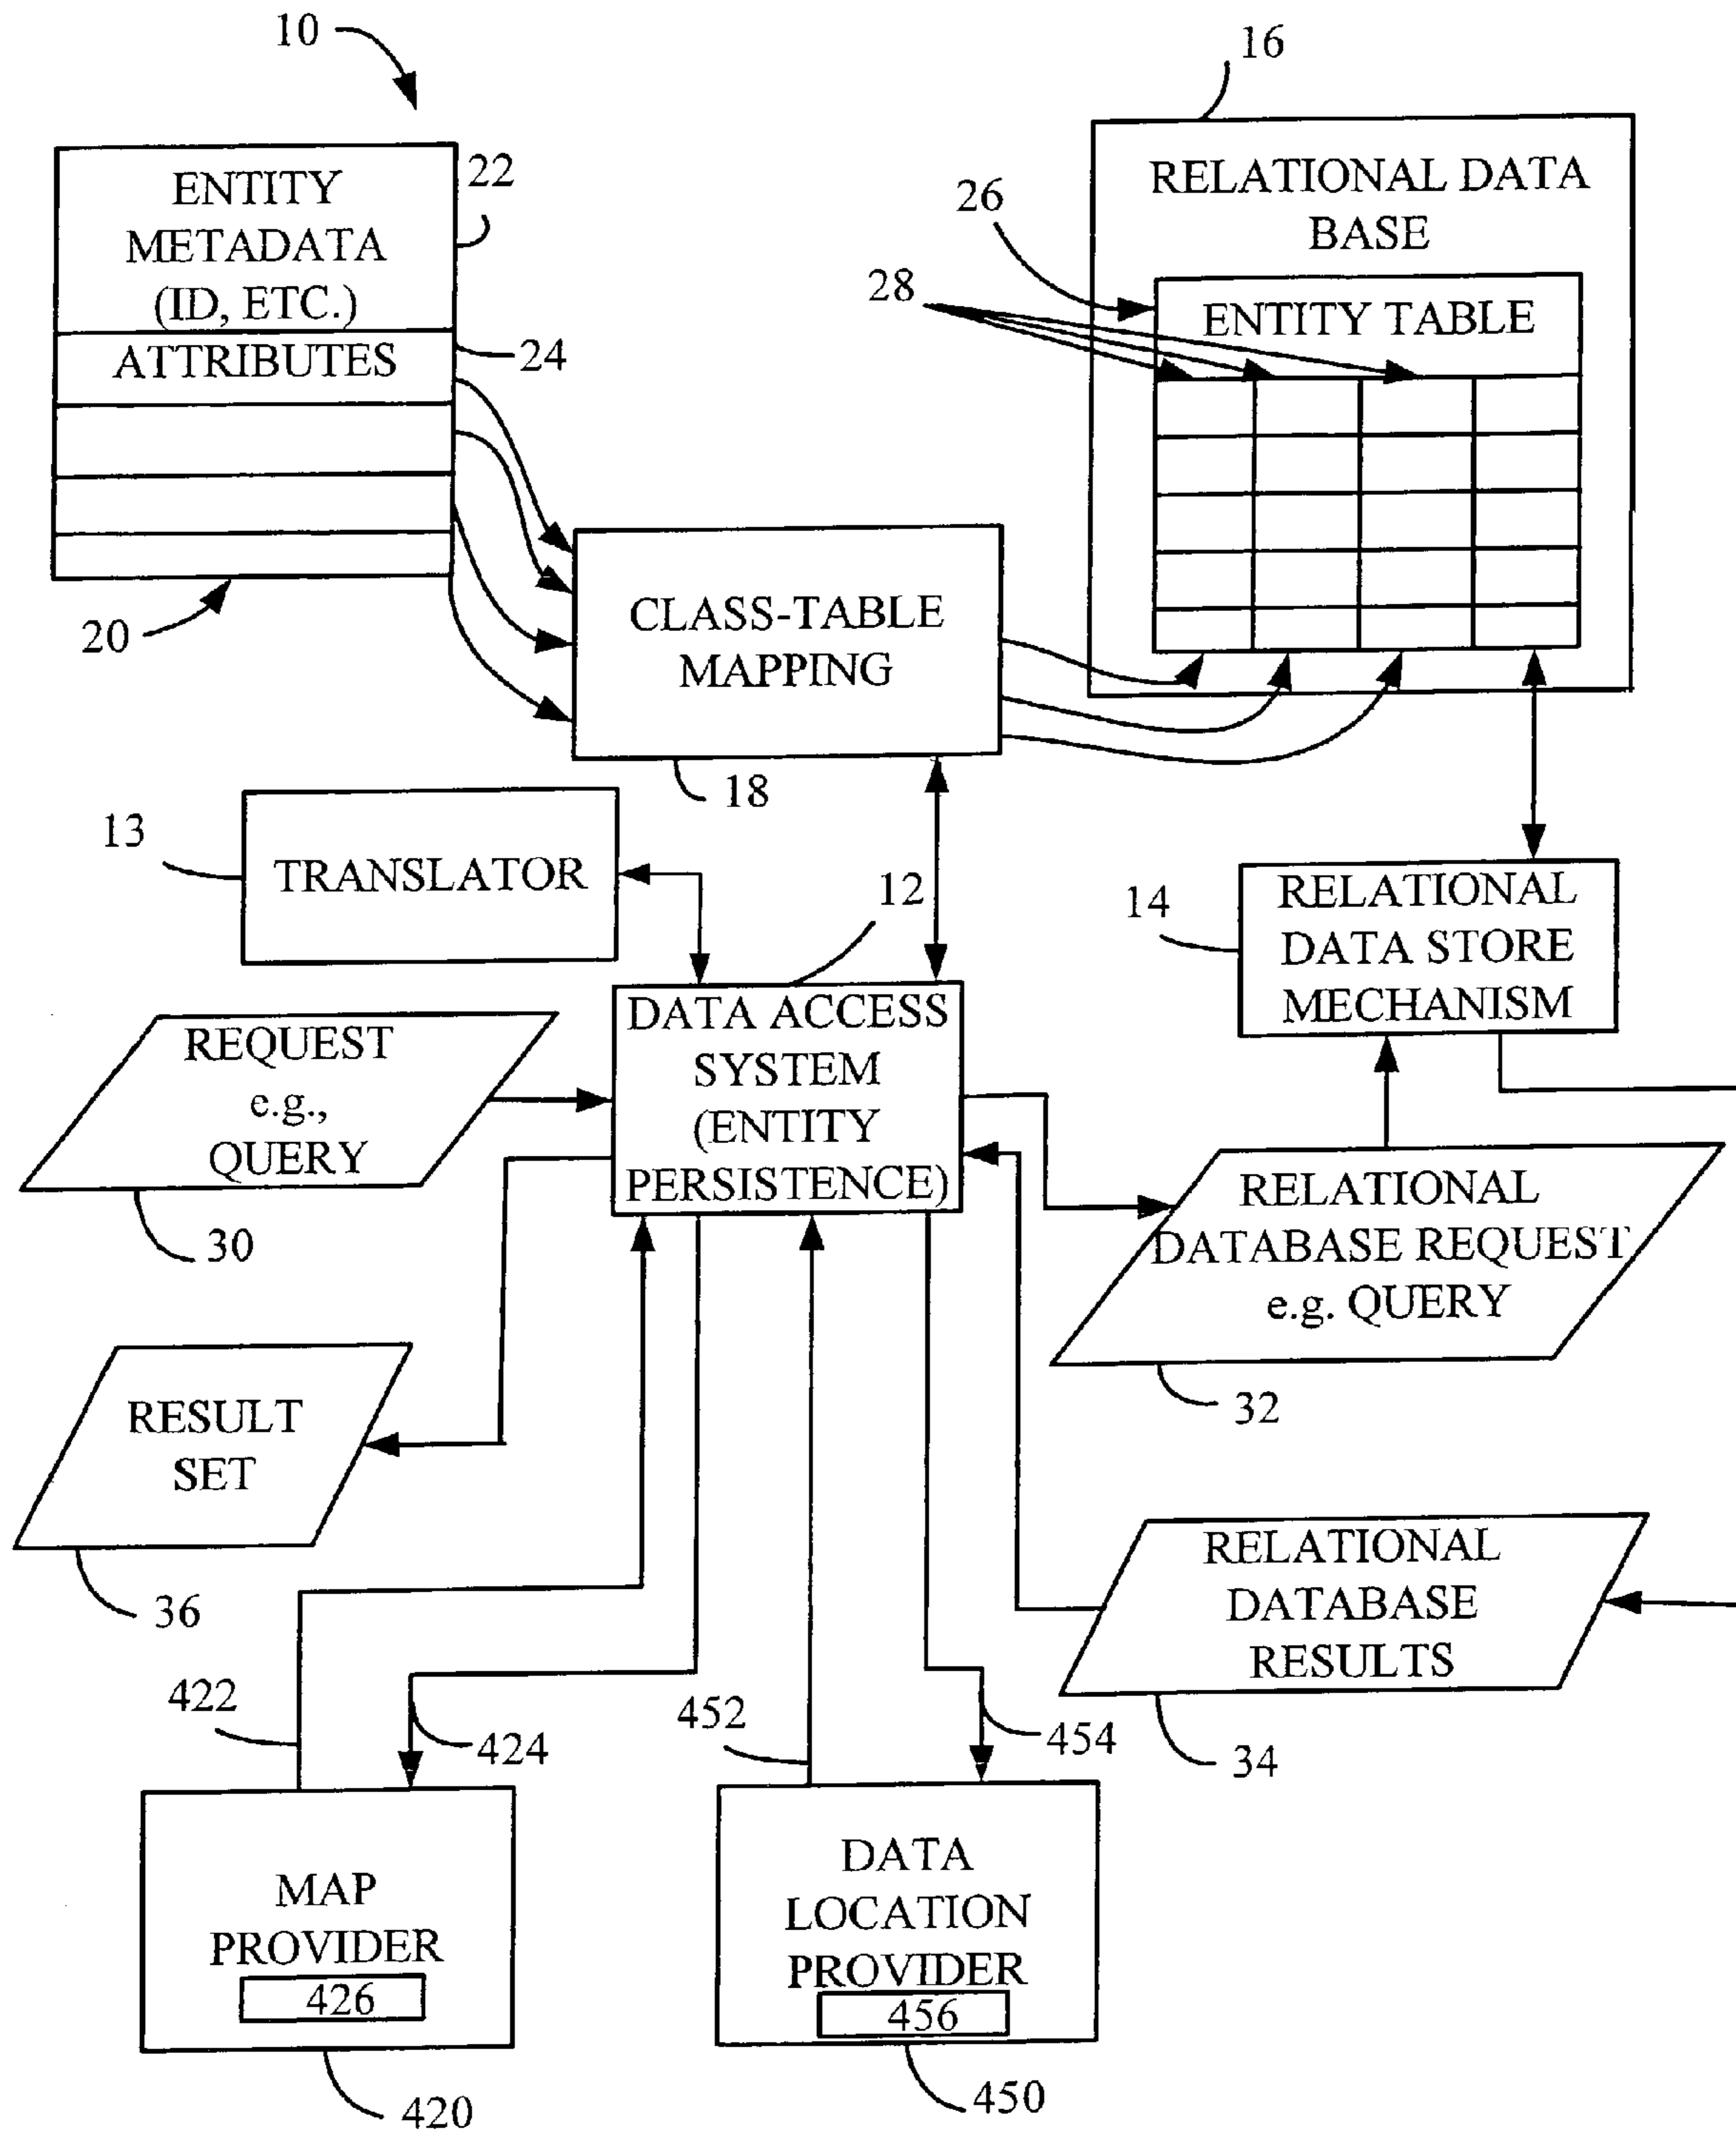 10
16
ENTITY
METADATA
(ID, ETC.)
22
ATTRIBUTES
24
20
RELATIONAL DATA
BASE
26
28
ENTITY TABLE
CLASS-TABLE
MAPPING
18
13
TRANSLATOR
12
14
RELATIONAL
DATA STORE
MECHANISM
DATA ACCESS
SYSTEM
(ENTITY
PERSISTENCE)
REQUEST
e.g.,
QUERY
30
RELATIONAL
DATABASE REQUEST
e.g. QUERY
32
RESULT
SET
36
RELATIONAL
DATABASE
RESULTS
34
422
424
452
454
MAP
PROVIDER
426
420
DATA
LOCATION
PROVIDER
456
450